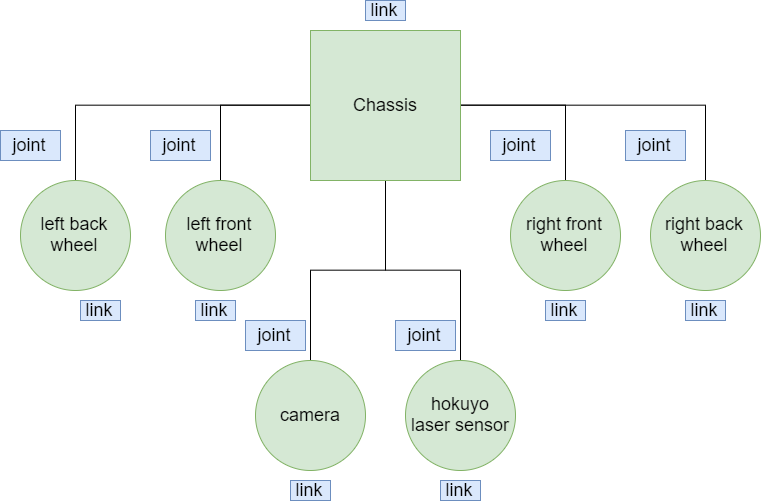 link
Chassis
joint
joint
joint
joint
left back
wheel
left front
wheel
right front
wheel
right back
wheel
link
link
link
link
joint
joint
camera
hokuyo
laser sensor
link
link